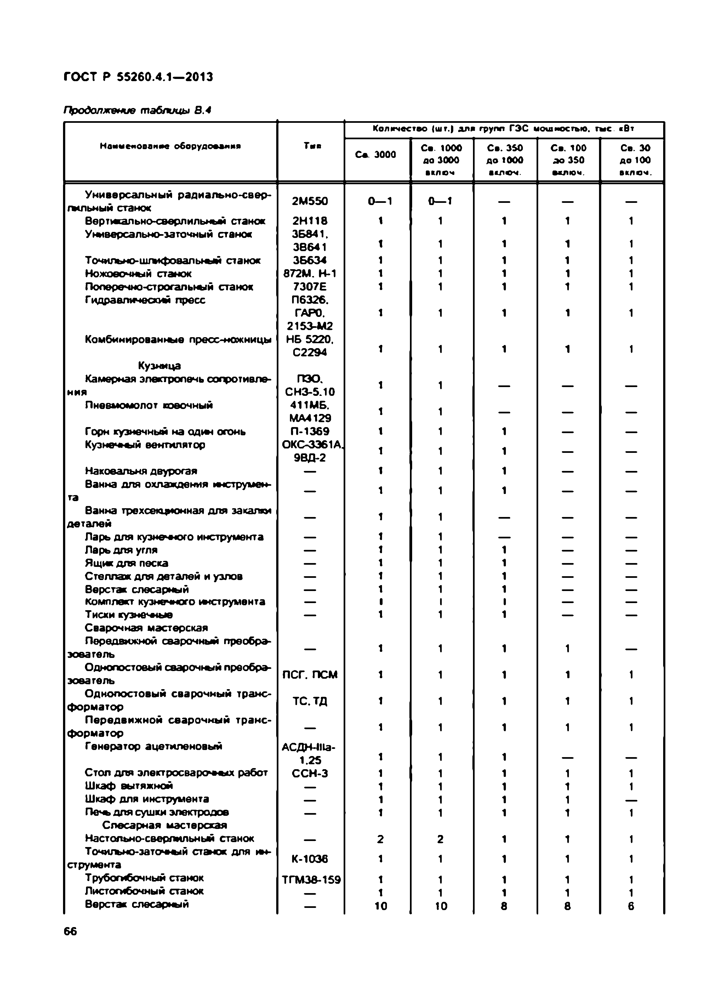 ГОСТ Р 55260.4.1—2013
Продолжение таблицы В.4
Наименование оборудования Тип Количество (шт.) для групп ГЭС мощностью, тыс. кВт
Св. 3000 Св. 1000 до 3000 включ. Св. 350 до 1000 включ. Св. 100 до 350 включ. Св. 30 до 100 включ.
Универсальный радиально-свер-
лильный станок 2М550 0—1 0—1 — — —
Вертикально-сверлильный станок 2Н118 1 1 1 1 1
Универсально-заточный станок 3Б841,
3В641 1 1 1 1 1
Точильно-шлифовальный станок 3Б634 1 1 1 1 1
Ножовочный станок 872М, Н-1 1 1 1 1 1
Поперечно-строгальный станок 7307Е 1 1 1 1 1
Гидравлический пресс П6326,
ГАРО, 1 1 1 1 1
2153-М2
Комбинированные пресс-ножницы НБ 5220,
С2294 1 1 1 1 1
Кузница
Камерная электропечь сопротивле- ПЗО,
ния СНЗ-5.10 1 1 — — —
Пневмомолот ковочный 411МБ,
МА4129 1 1 — — —
Горн кузнечный на один огонь П-1369 1 1 1 — —
Кузнечный вентилятор ОКС-3361А,
9ВД-2 1 1 1 — —
Наковальня двурогая — 1 1 1 — —
Ванна для охлаждения инструмен-
та — 1 1 1 — —
Ванна трехсекционная для закалки
деталей — 1 1 — — —
Ларь для кузнечного инструмента — 1 1 — — —
Ларь для угля — 1 1 1 — —
Ящик для песка — 1 1 1 — —
Стеллаж для деталей и узлов — 1 1 1 — —
Верстак слесарный — 1 1 1 — —
Комплект кузнечного инструмента — 1 1 1 — —
Тиски кузнечные — 1 1 1 — —
Сварочная мастерская
Передвижной сварочный преобра-
зователь — 1 1 1 1 —
Однопостовый сварочный преобра-
зователь ПСГ, ПСМ 1 1 1 1 1
Однопостовый сварочный транс-
форматор ТС, ТД 1 1 1 1 1
Передвижной сварочный транс-
форматор — 1 1 1 1 1
Генератор ацетиленовый АСДН-IIIа-
1.25 1 1 1 — —
Стол для электросварочных работ ССН-3 1 1 1 1 1
Шкаф вытяжной — 1 1 1 1 1
Шкаф для инструмента — 1 1 1 1 —
Печь для сушки электродов — 1 1 1 1 1
Слесарная мастерская
Настольно-сверлильный станок — 2 2 1 1 1
Точильно-заточный станок для ин-
струмента К-1036 1 1 1 1 1
Трубогибочный станок ТГМ38-159 1 1 1 1 1
Листогибочный станок — 1 1 1 1 1
Верстак слесарный — 10 10 8 8 6
66